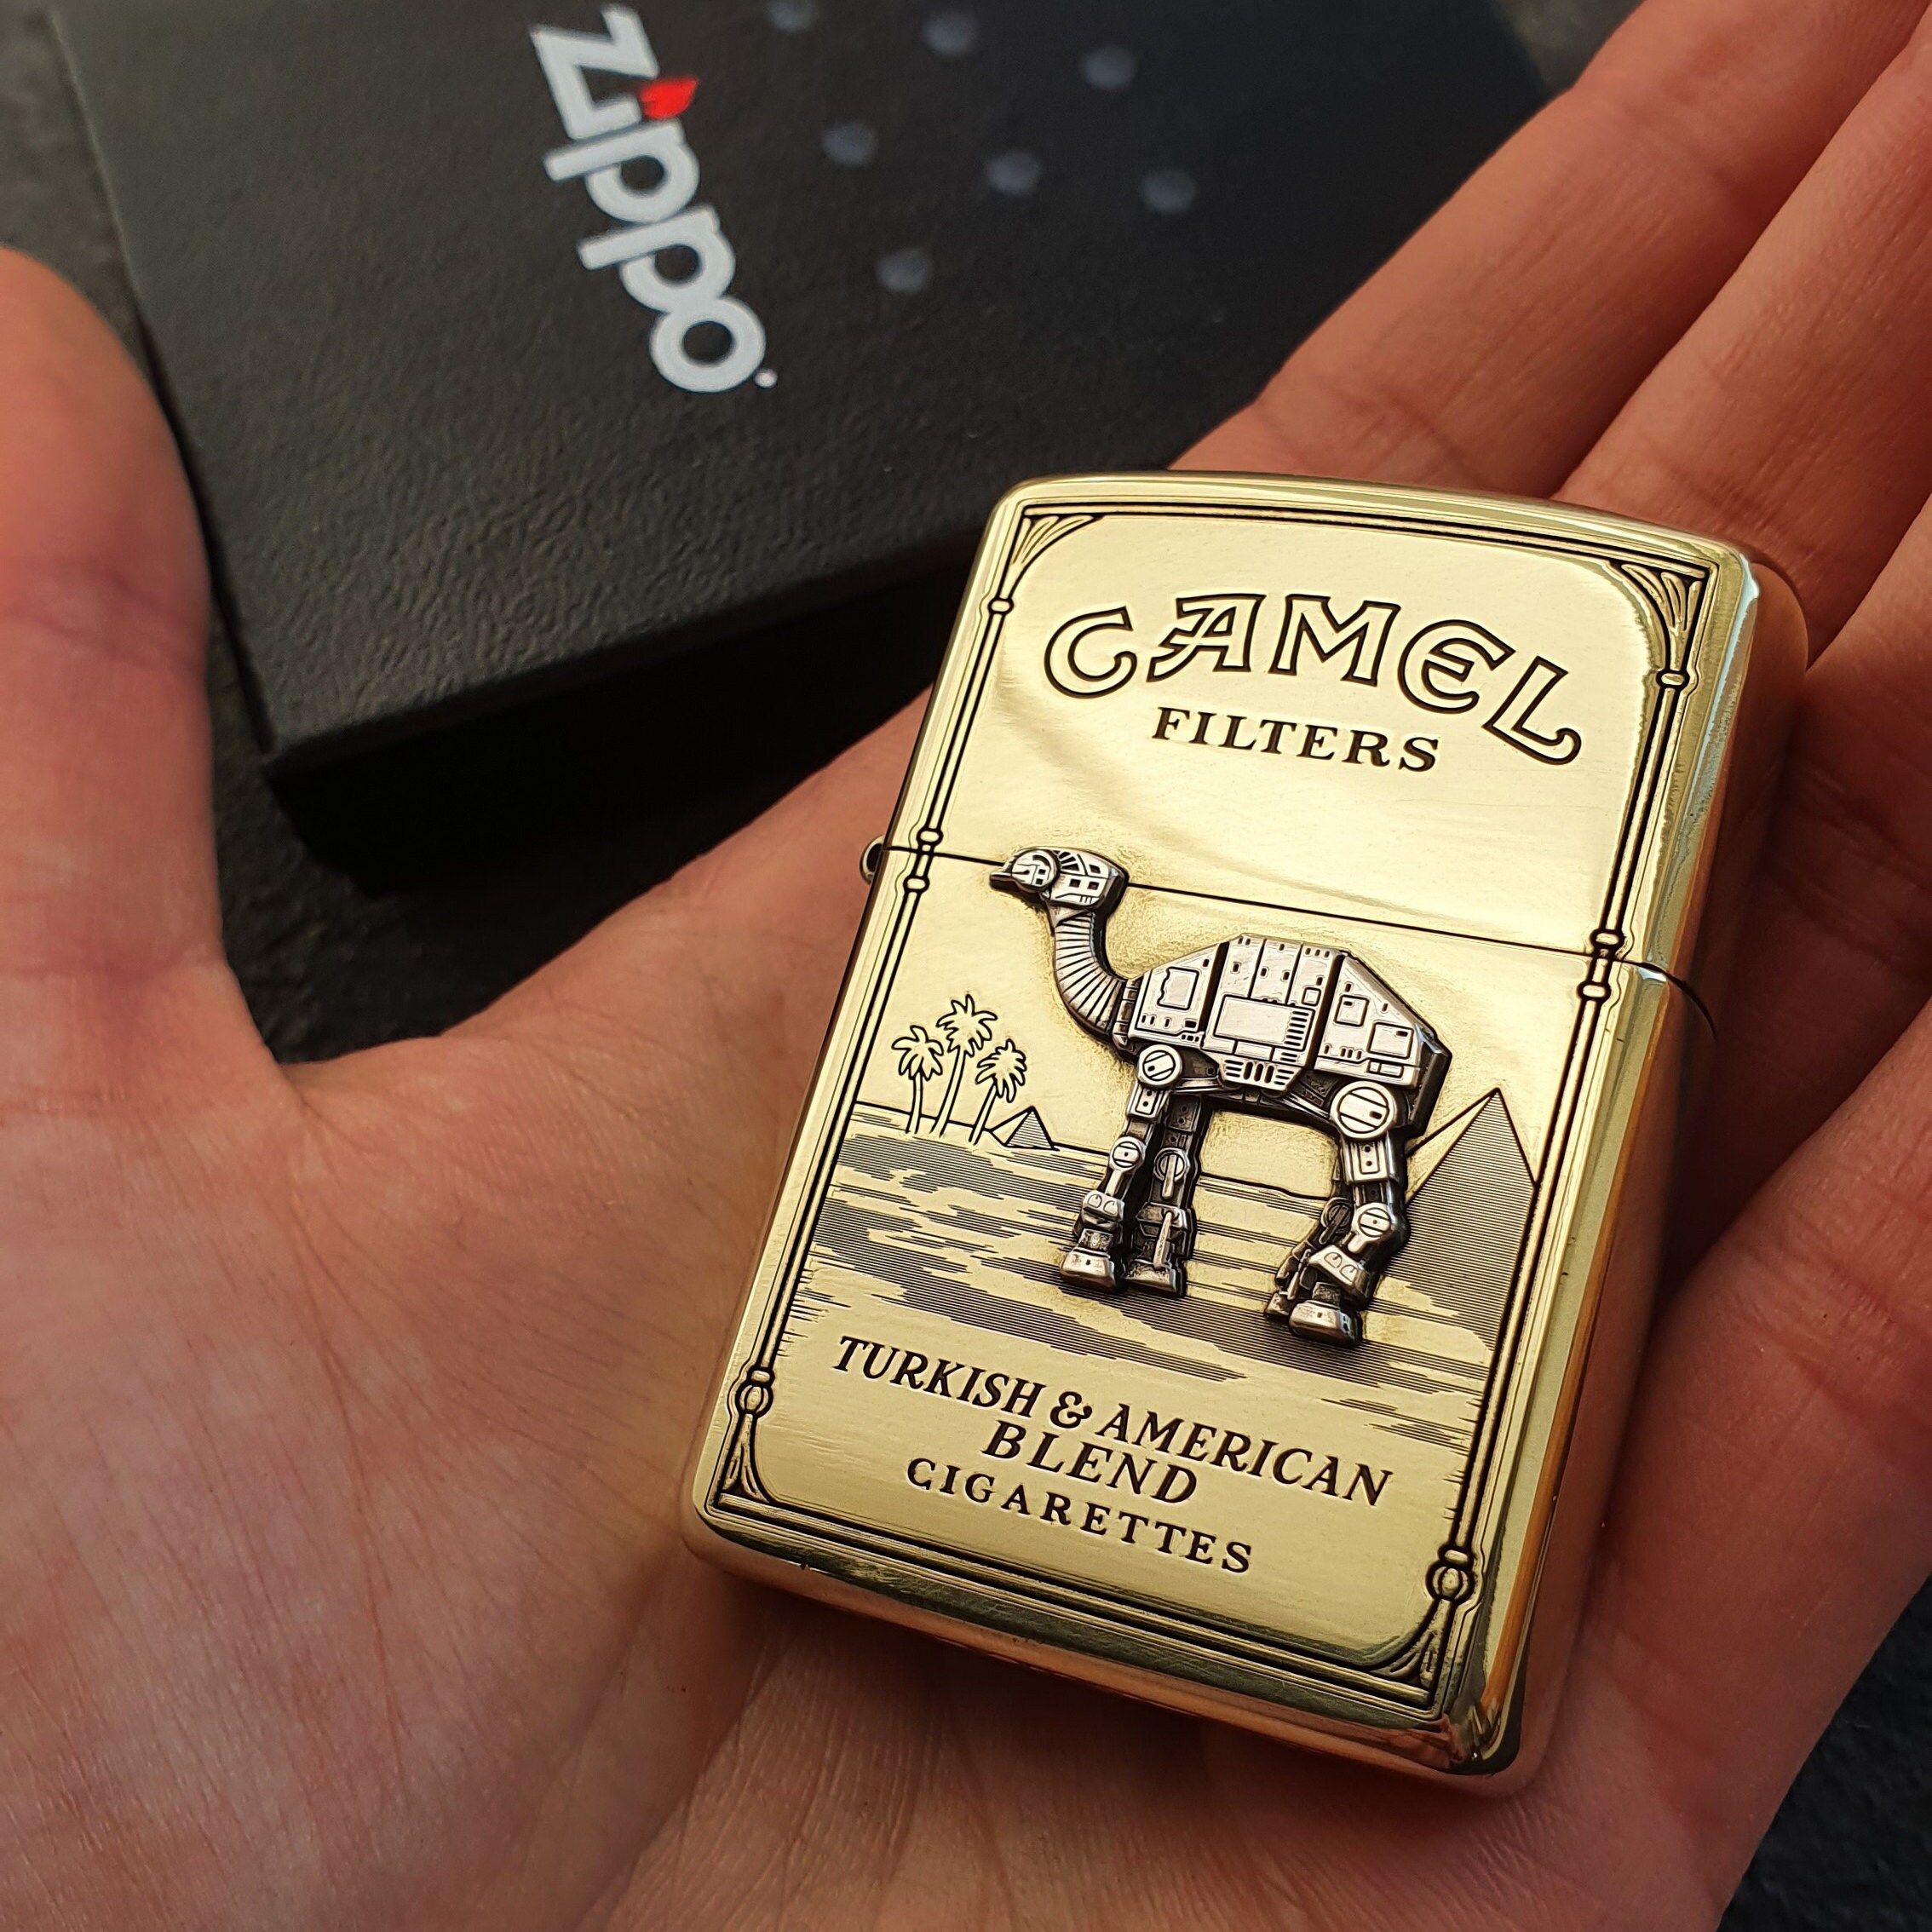 zippo
CAMEL
FILTERS
TURKISH & AMERICAN
BLEND
CIGARETTES